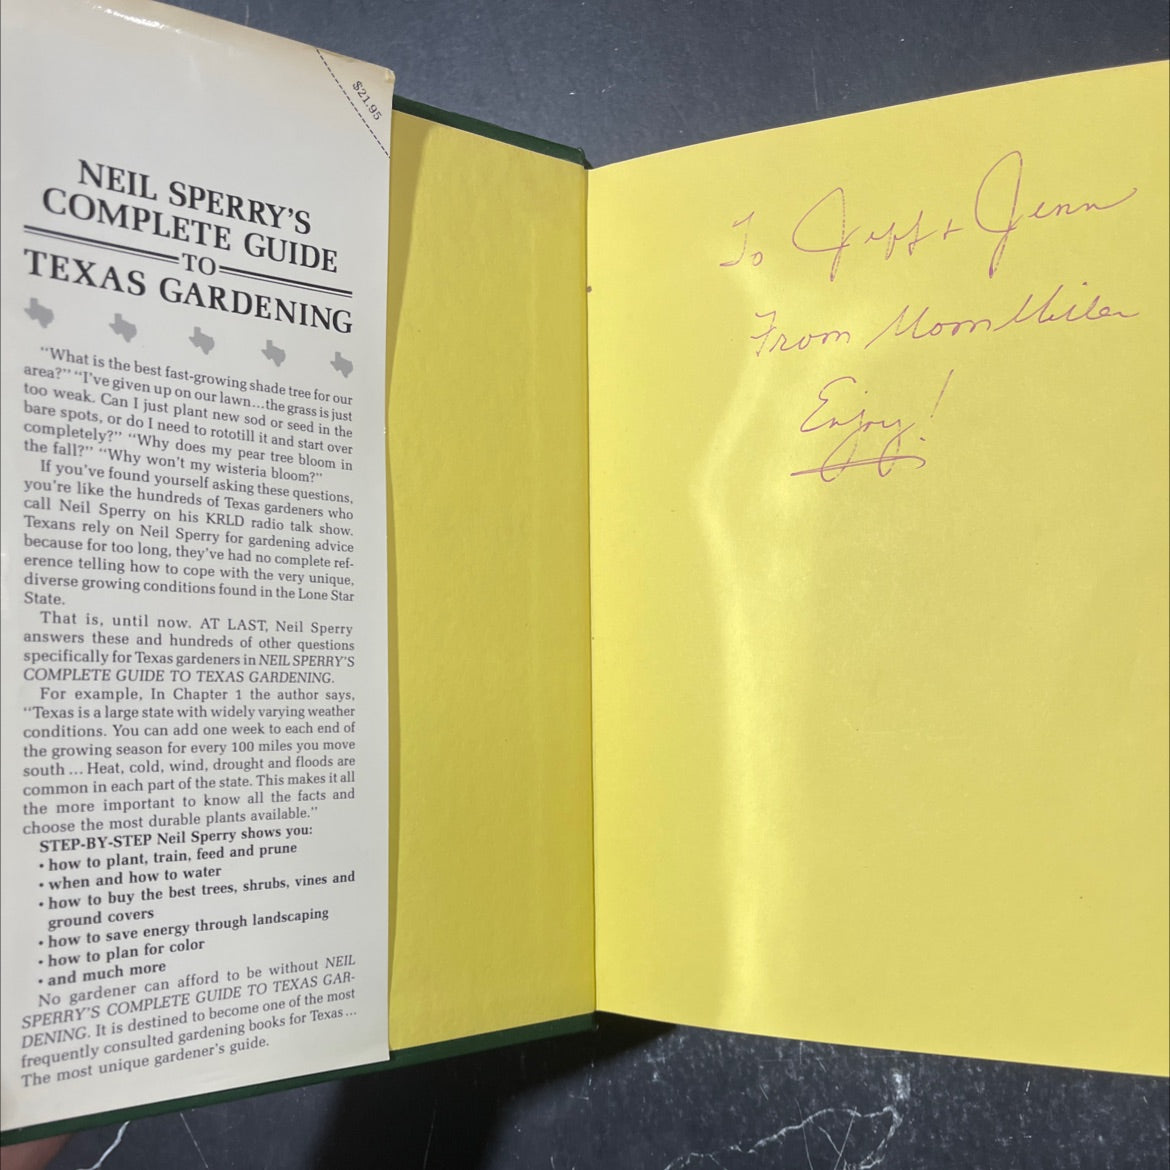 $21.95
NEIL SPERRY'S
COMPLETE GUIDE
TO
TEXAS GARDENING
"What is the best fast-growing shade tree for our
area?" "I've given up on our lawn...the grass is just
too weak. Can I just plant new sod or seed in the
bare spots, or do I need to rototill it and start over
completely?" "Why does my pear tree bloom in
the fall?" "Why won't my wisteria bloom?"
If you've found yourself asking these questions,
you're like the hundreds of Texas gardeners who
call Neil Sperry on his KRLD radio talk show.
Texans rely on Neil Sperry for gardening advice
because for too long, they've had no complete ref-
erence telling how to cope with the very unique,
diverse growing conditions found in the Lone Star
State.
That is, until now. AT LAST, Neil Sperry
answers these and hundreds of other questions
specifically for Texas gardeners in NEIL SPERRY'S
COMPLETE GUIDE TO TEXAS GARDENING.
For example, In Chapter 1 the author says,
"Texas is a large state with widely varying weather
conditions. You can add one week to each end of
the growing season for every 100 miles you move
south ... Heat, cold, wind, drought and floods are
common in each part of the state. This makes it all
the more important to know all the facts and
choose the most durable plants available."
STEP-BY-STEP Neil Sperry shows you:
• how to plant, train, feed and prune
• when and how to water
• how to buy the best trees, shrubs, vines and
ground covers
• how to save energy through landscaping
• how to plan for color
• and much more
No gardener can afford to be without NEIL
SPERRY'S COMPLETE GUIDE TO TEXAS GAR-
DENING. It is destined to become one of the most
frequently consulted gardening books for Texas ...
The most unique gardener's guide.
To Jeff + Jenn
From Mom Miller
Enjoy!